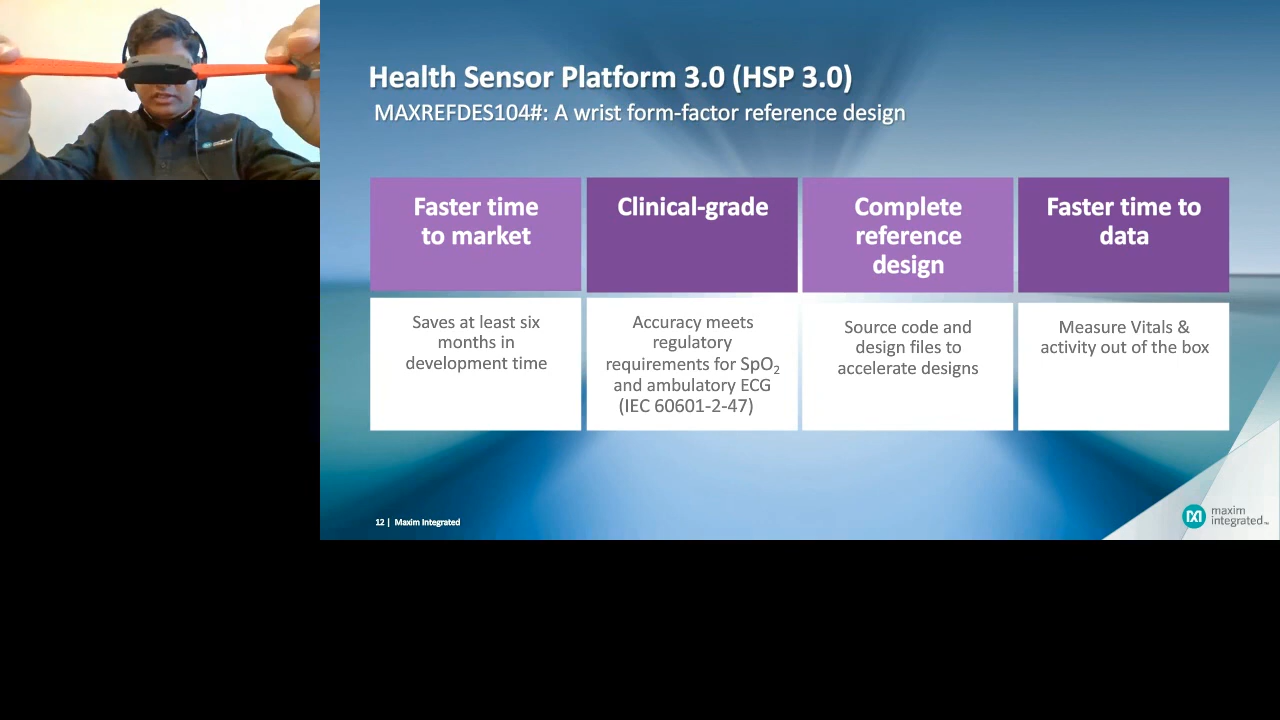 Health Sensor Platform 3.0 (HSP 3.0)
MAXREFDES104#: A wrist form-factor reference design
Faster time
to market
Clinical-grade
Complete
reference
design
Faster time to
data
Saves at least six
months in
development time
Accuracy meets
regulatory
requirements for SpO₂
and ambulatory ECG
(IEC 60601-2-47)
Source code and
design files to
accelerate designs
Measure Vitals &
activity out of the box
12 | Maxim Integrated
maxim
integrated™